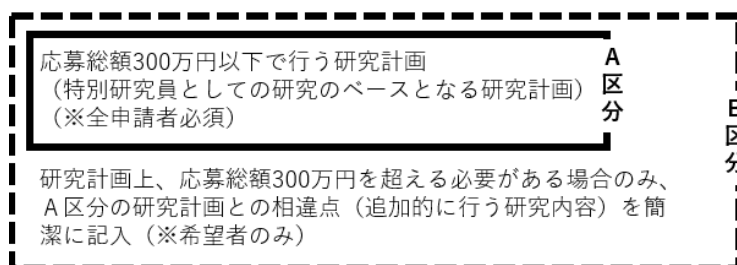 応募総額300万円以下で行う研究計画
（特別研究員としての研究のベースとなる研究計画）
（※全申請者必須）
A区分
研究計画上、応募総額300万円を超える必要がある場合のみ、
Ａ区分の研究計画との相違点（追加的に行う研究内容）を簡
潔に記入（※希望者のみ）
B区分